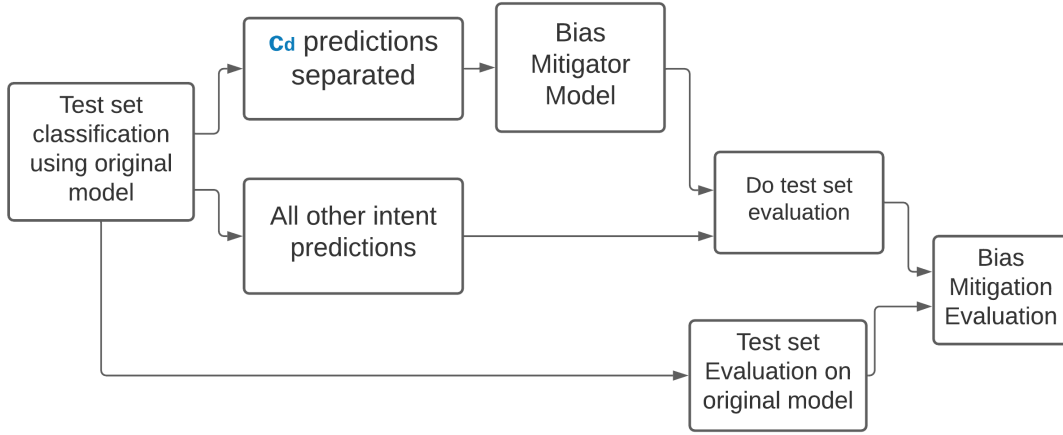 cd predictions
separated
Bias
Mitigator
Model
Test set
classification
using original
model
All other intent
predictions
Do test set
evaluation
Bias
Mitigation
Evaluation
Test set
Evaluation on
original model